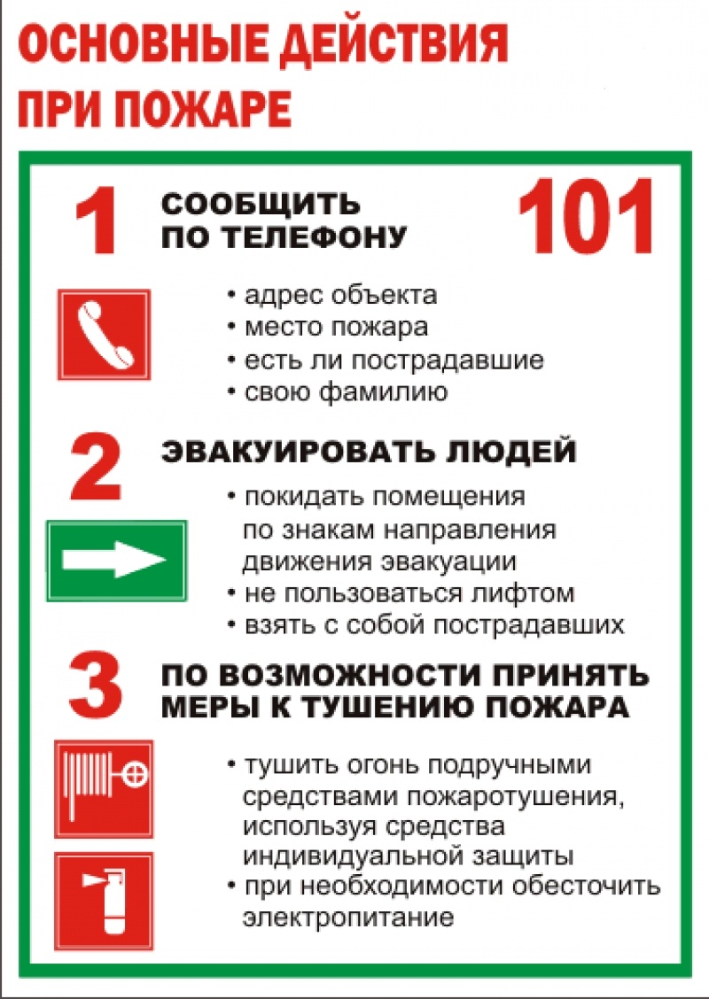 ОСНОВНЫЕ ДЕЙСТВИЯ
ПРИ ПОЖАРЕ
1 СООБЩИТЬ
ПО ТЕЛЕФОНУ
101
• адрес объекта
• место пожара
• есть ли пострадавшие
• свою фамилию
2 ЭВАКУИРОВАТЬ ЛЮДЕЙ
• покидать помещения
по знакам направления
движения эвакуации
• не пользоваться лифтом
• взять с собой пострадавших
3 ПО ВОЗМОЖНОСТИ ПРИНЯТЬ
МЕРЫ К ТУШЕНИЮ ПОЖАРА
• тушить огонь подручными
средствами пожаротушения,
используя средства
индивидуальной защиты
• при необходимости обесточить
электропитание